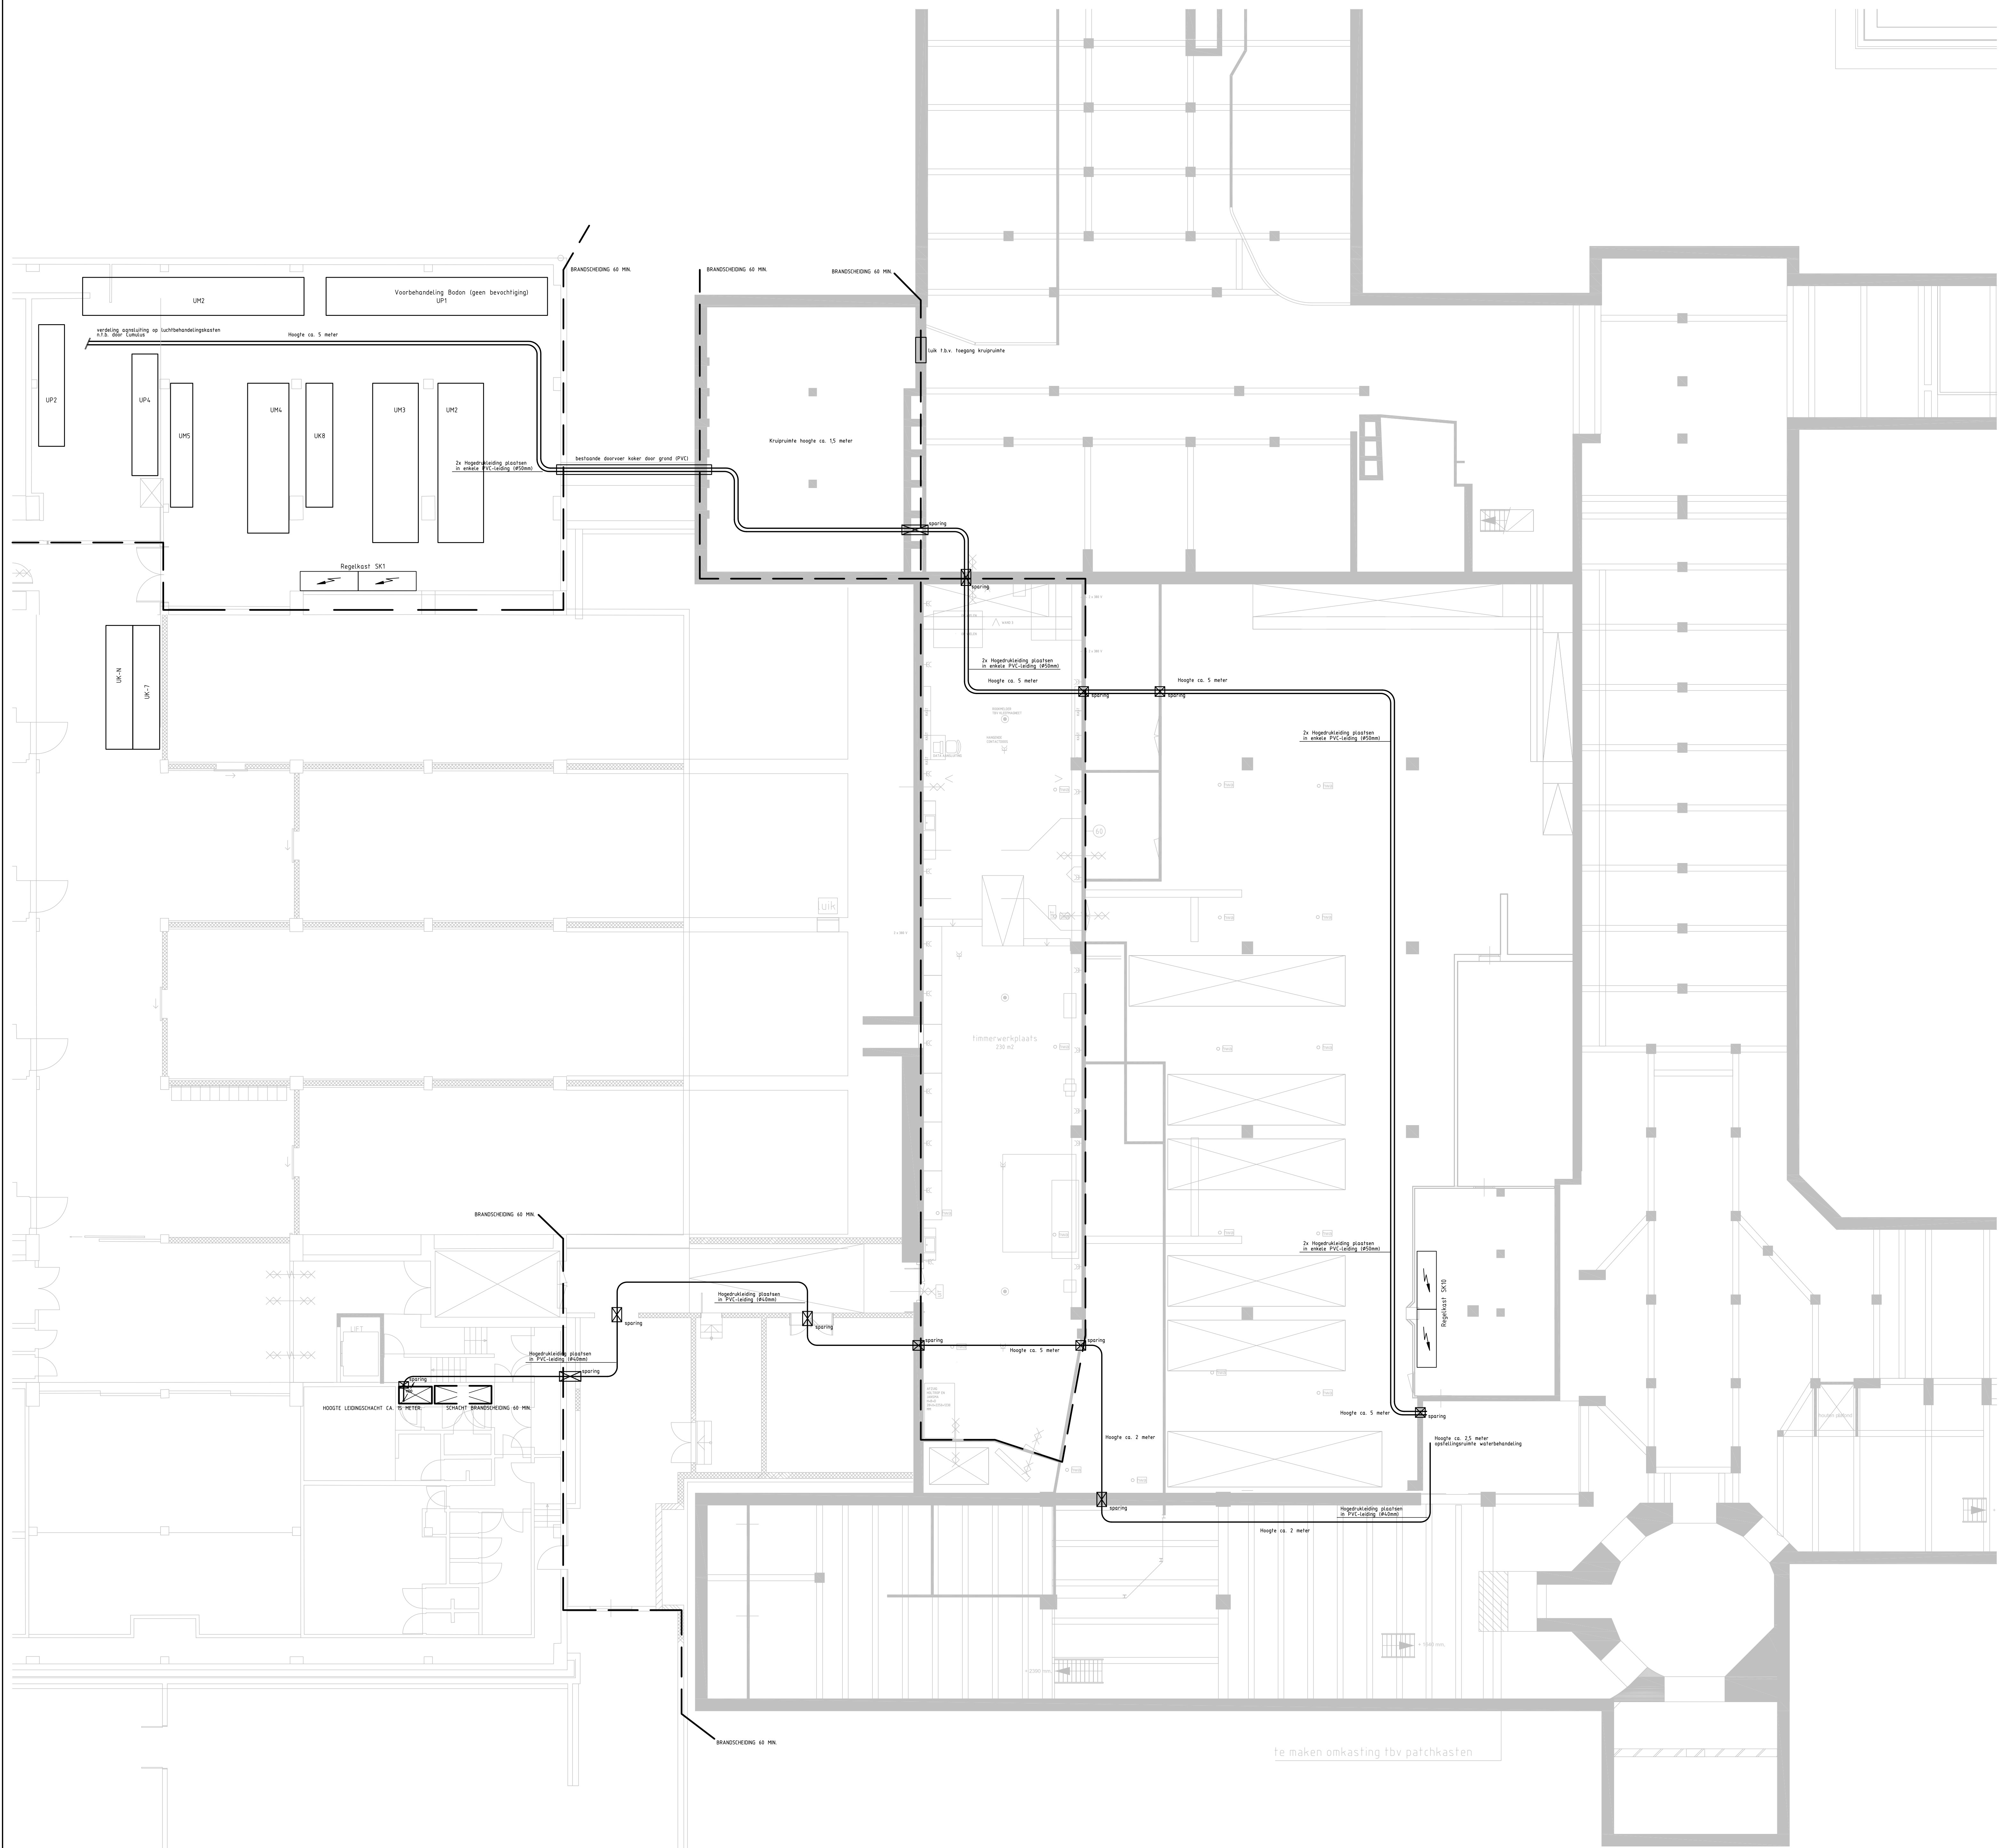 BRANDSCHEIDING 60 MIN.
BRANDSCHEIDING 60 MIN.
BRANDSCHEIDING 60 MIN.
UM2
Voorbehandeling Bodon (geen bevochtiging)
UP1
verdeling aansluiting op luchtbehandelingskasten
n.t.b. door Cumulus
Hoogte ca. 5 meter
luik t.b.v. toegang kruipruimte
UP2
UP4
UM5
UM4
UK8
UM3
UM2
Kruipruimte hoogte ca. 1,5 meter
2x Hogedrukleiding plaatsen
in enkele PVC-leiding (ø50mm)
bestaande doorvoer koker door grond (PVC)
sparing
Regelkast SK1
sparing
UK-N
UK-7
2x Hogedrukleiding plaatsen
in enkele PVC-leiding (ø50mm)
Hoogte ca. 5 meter
Hoogte ca. 5 meter
sparing
sparing
2x Hogedrukleiding plaatsen
in enkele PVC-leiding (ø50mm)
60
luik
timmerwerkplaats
236 m2
BRANDSCHEIDING 60 MIN.
2x Hogedrukleiding plaatsen
in enkele PVC-leiding (ø50mm)
Regelkast SK10
Hogedrukleiding plaatsen
in PVC-leiding (ø40mm)
sparing
sparing
LIFT
sparing
sparing
Hoogte ca. 5 meter
Hogedrukleiding plaatsen
in PVC-leiding (ø40mm)
sparing
sparing
HOOGTE LEIDINGSCHACHT CA. 15 METER.
SCHACHT BRANDSCHEIDING 60 MIN.
Hoogte ca. 5 meter
sparing
Hoogte ca. 2 meter
Hoogte ca. 2,5 meter
opstellingsruimte waterbehandeling
sparing
Hogedrukleiding plaatsen
in PVC-leiding (ø40mm)
Hoogte ca. 2 meter
BRANDSCHEIDING 60 MIN.
te maken omkasting tbv patchkasten